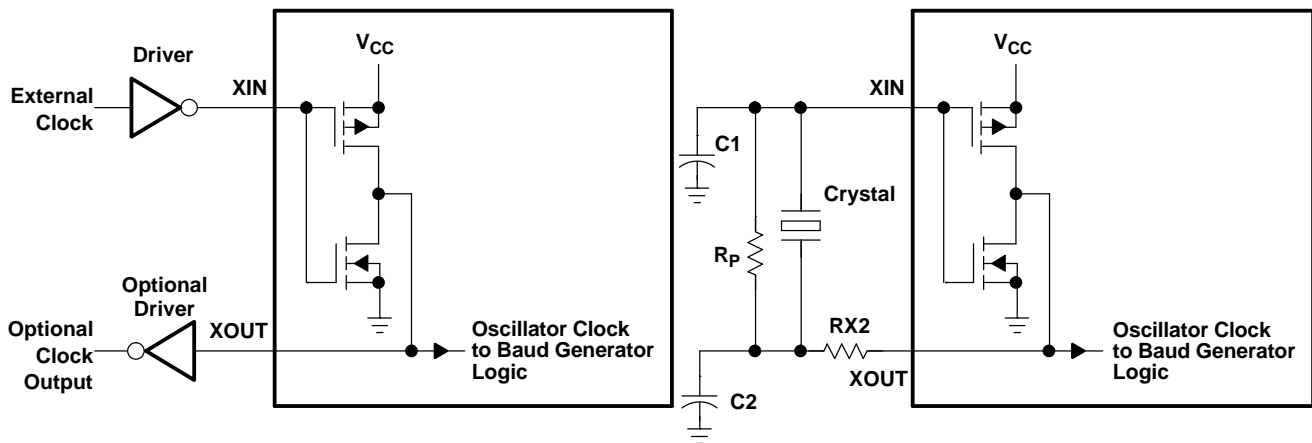 Driver
VCC
XIN
External
Clock
Optional
Driver
XOUT
Optional
Clock
Output
Oscillator Clock
to Baud Generator
Logic
VCC
XIN
C1
Crystal
RP
RX2
XOUT
C2
Oscillator Clock
to Baud Generator
Logic